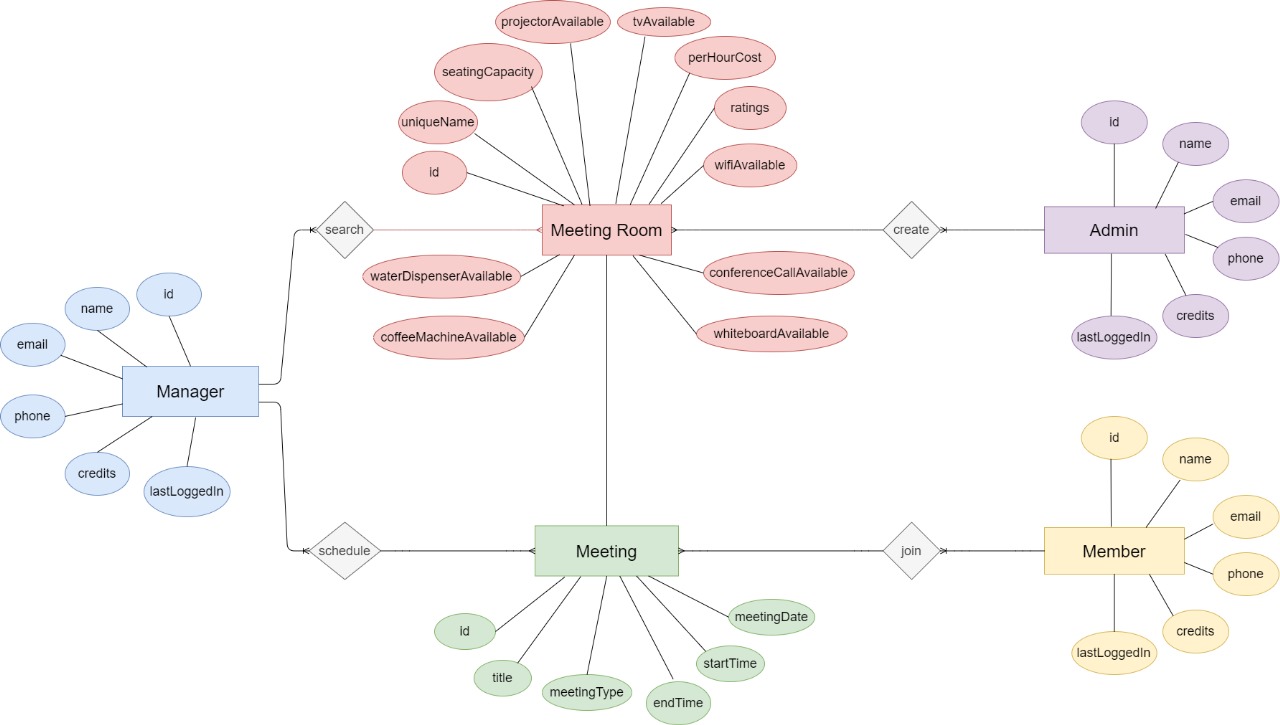 projectorAvailable
tvAvailable
seatingCapacity
perHourCost
uniqueName
ratings
id
wifiAvailable
id
name
email
search
Meeting Room
create
Admin
phone
waterDispenserAvailable
conferenceCallAvailable
coffeeMachineAvailable
whiteboardAvailable
credits
lastLoggedIn
id
name
email
Manager
phone
credits
lastLoggedIn
id
name
email
schedule
Meeting
join
Member
phone
id
title
meetingType
endTime
startTime
meetingDate
credits
lastLoggedIn